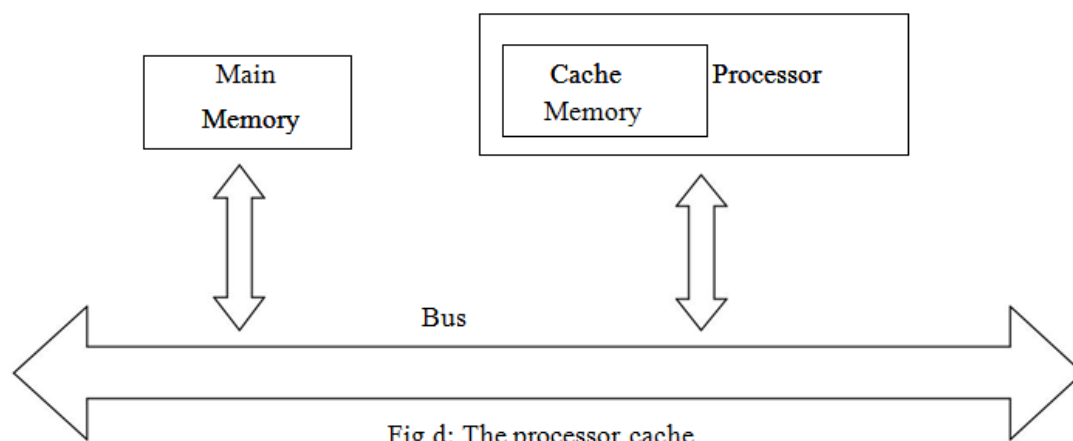 Main
Memory
Cache
Memory
Processor
Bus
Fig d: The processor cache